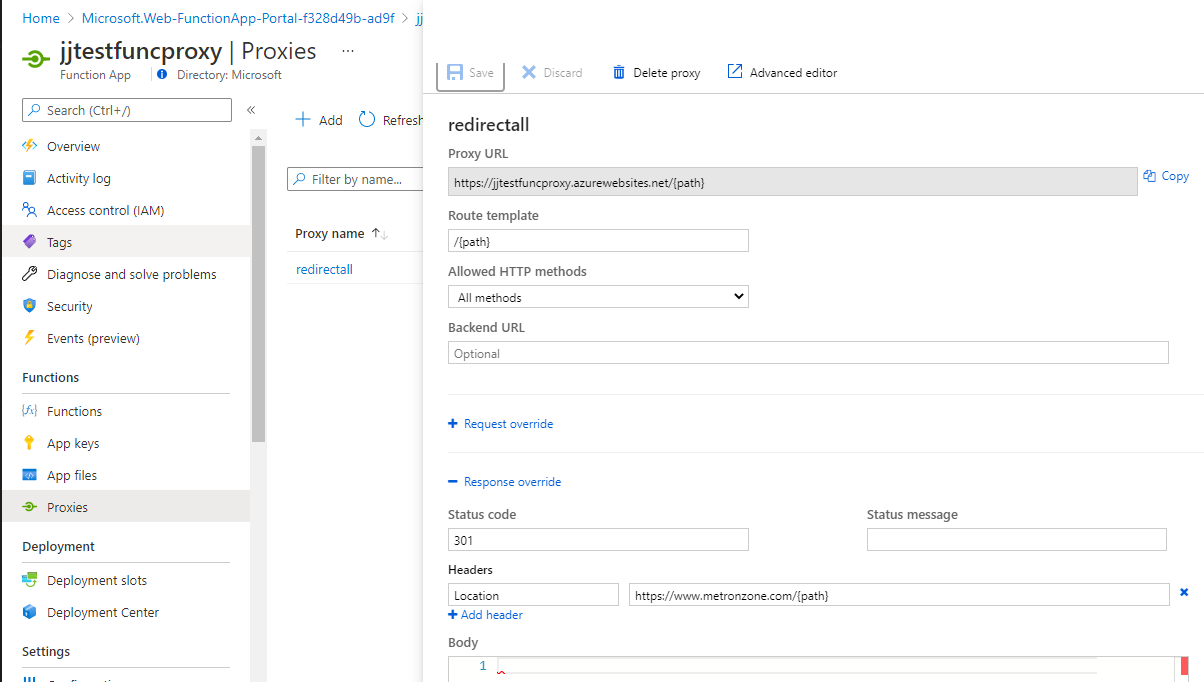 Home > Microsoft.Web-FunctionApp-Portal-f328d49b-ad9f > jj
jjtestfuncproxy | Proxies ...
Function App
Directory: Microsoft
Search (Ctrl+/)
«
Overview
Activity log
Access control (IAM)
Tags
Diagnose and solve problems
Security
Events (preview)
Functions
Functions
App keys
App files
Proxies
Deployment
Deployment slots
Deployment Center
Settings
Add
Refresh
Filter by name...
Proxy name
redirectall
Save
Discard
Delete proxy
Advanced editor
redirectall
Proxy URL
https://jjtestfuncproxy.azurewebsites.net/{path}
Copy
Route template
/{path}
Allowed HTTP methods
All methods
Backend URL
Optional
+ Request override
− Response override
Status code
Status message
301
Headers
Location
https://www.metronzone.com/{path}
+ Add header
Body
1